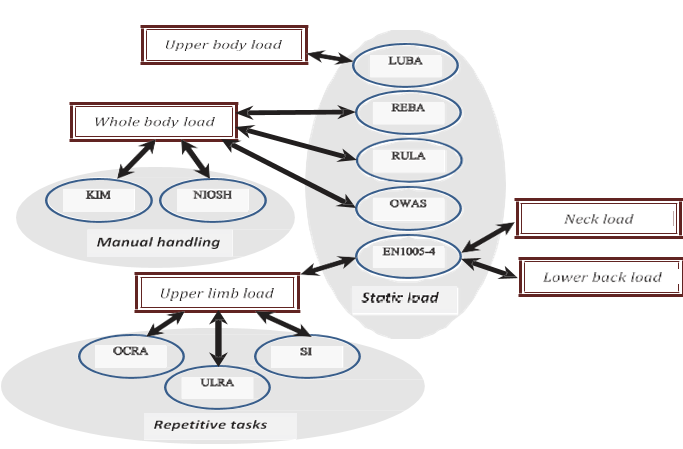 Upper body load
LUBA
REBA
Whole body load
RULA
KIM
NIOSH
OWAS
Neck load
Manual handling
EN1005-4
Lower back load
Upper limb load
Static load
OCRA
SI
ULRA
Repetitive tasks